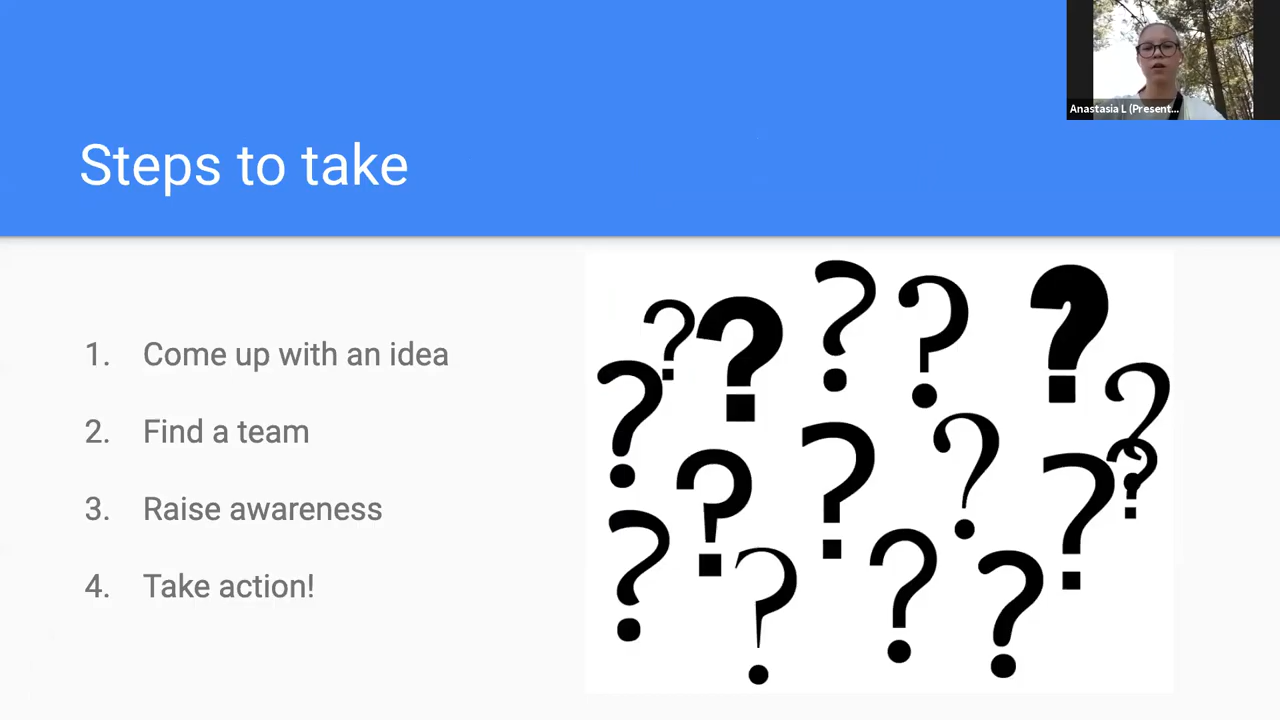 Anastasia L (Present...
Steps to take
1. Come up with an idea
2. Find a team
3. Raise awareness
4. Take action!
? ? ? ? ? ? ? ? ? ? ? ? ? ? ? ?